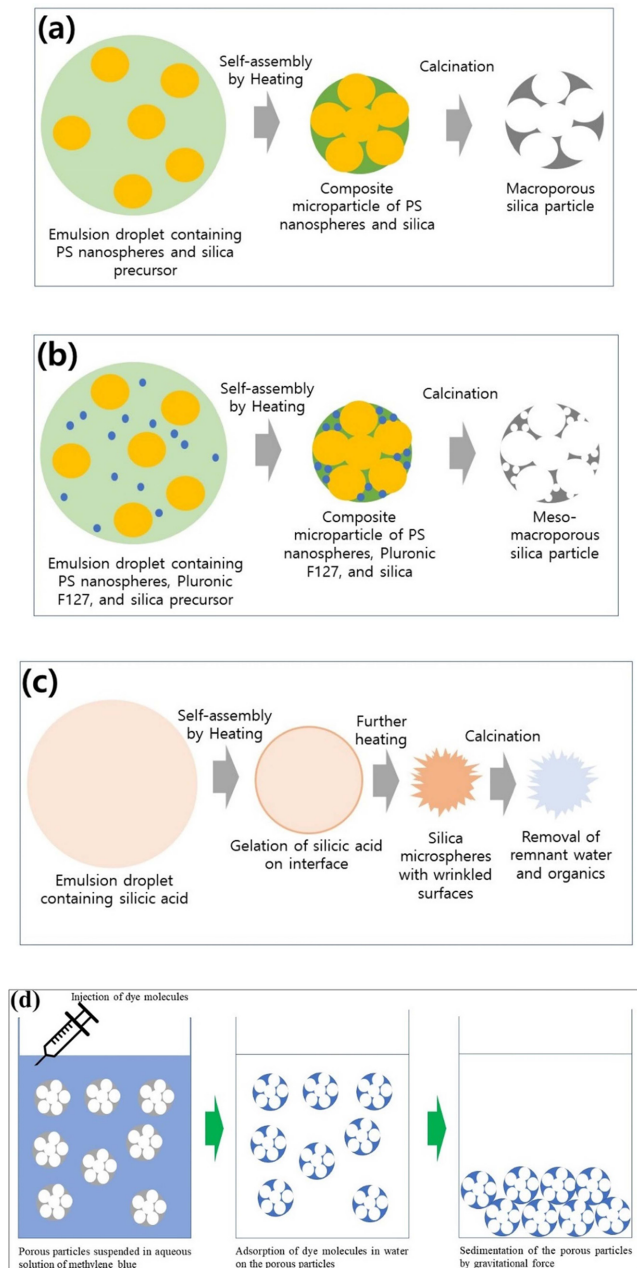 (a)
Self-assembly
by Heating
Calcination
Emulsion droplet containing
PS nanospheres and silica
precursor
Composite
microparticle of PS
nanospheres and silica
Macroporous
silica particle
(b)
Self-assembly
by Heating
Calcination
Emulsion droplet containing
PS nanospheres, Pluronic
F127, and silica precursor
Composite
microparticle of PS
nanospheres, Pluronic
F127, and silica
Meso-
macroporous
silica particle
(c)
Self-assembly
by Heating
Further
heating
Calcination
Emulsion droplet
containing silicic acid
Gelation of silicic acid
on interface
Silica
microspheres
with wrinkled
surfaces
Removal of
remnant water
and organics
(d)
Injection of dye molecules
Porous particles suspended in aqueous
solution of methylene blue
Adsorption of dye molecules in water
on the porous particles
Sedimentation of the porous particles
by gravitational force